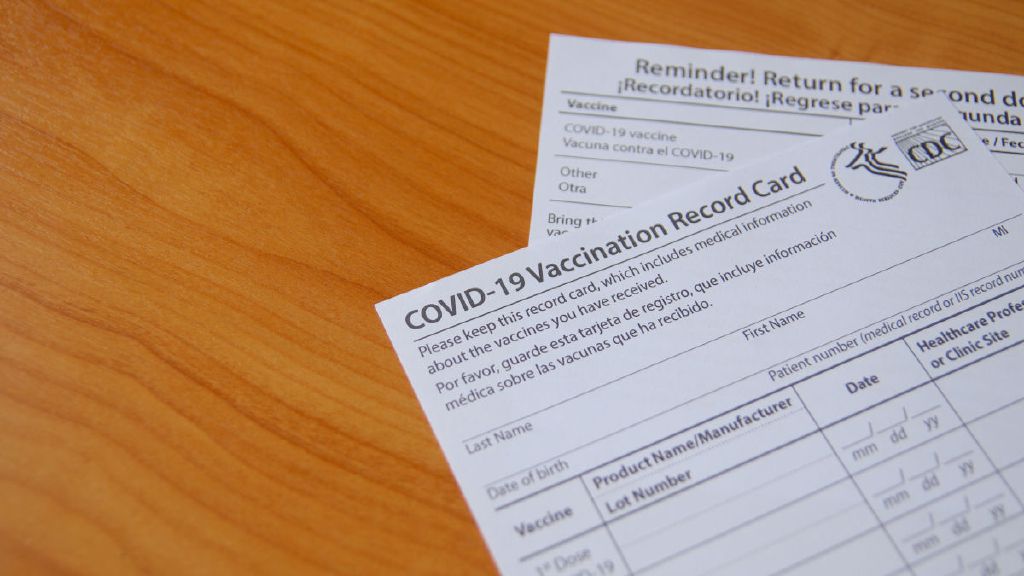 Reminder! Return for a second do
¡Recordatorio! ¡Regrese par gunda
Vaccine
e / Fec
COVID-19 vaccine
Vacuna contra el COVID-19
Other
Otra
Bring th
CDC
COVID-19 Vaccination Record Card
Please keep this record card, which includes medical information
about the vaccines you have received.
Por favor, guarde esta tarjeta de registro, que incluye información
médica sobre las vacunas que ha recibido.
Last Name First Name MI
Date of birth Patient number (medical record or IIS record num
Vaccine Product Name/Manufacturer Date Healthcare Profes
Lot Number or Clinic Site
1st Dose
mm dd yy
mm dd yy
mm dd yy